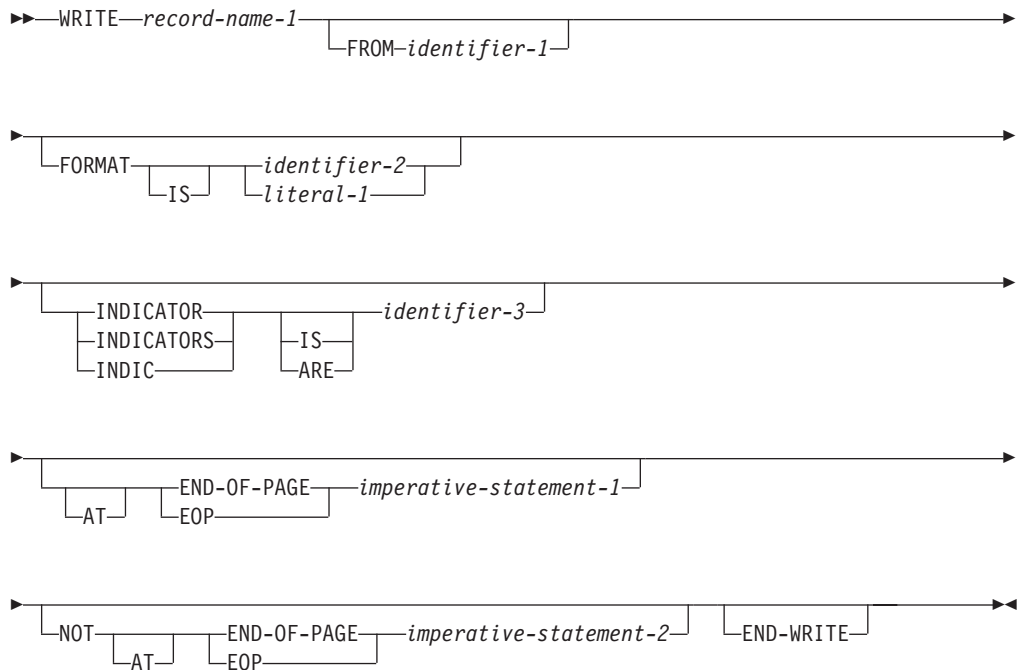 WRITE record-name-1
FROM identifier-1
FORMAT identifier-2
IS literal-1
INDICATOR identifier-3
INDICATORS IS
INDIC ARE
END-OF-PAGE imperative-statement-1
AT EOP
NOT END-OF-PAGE imperative-statement-2 END-WRITE
AT EOP